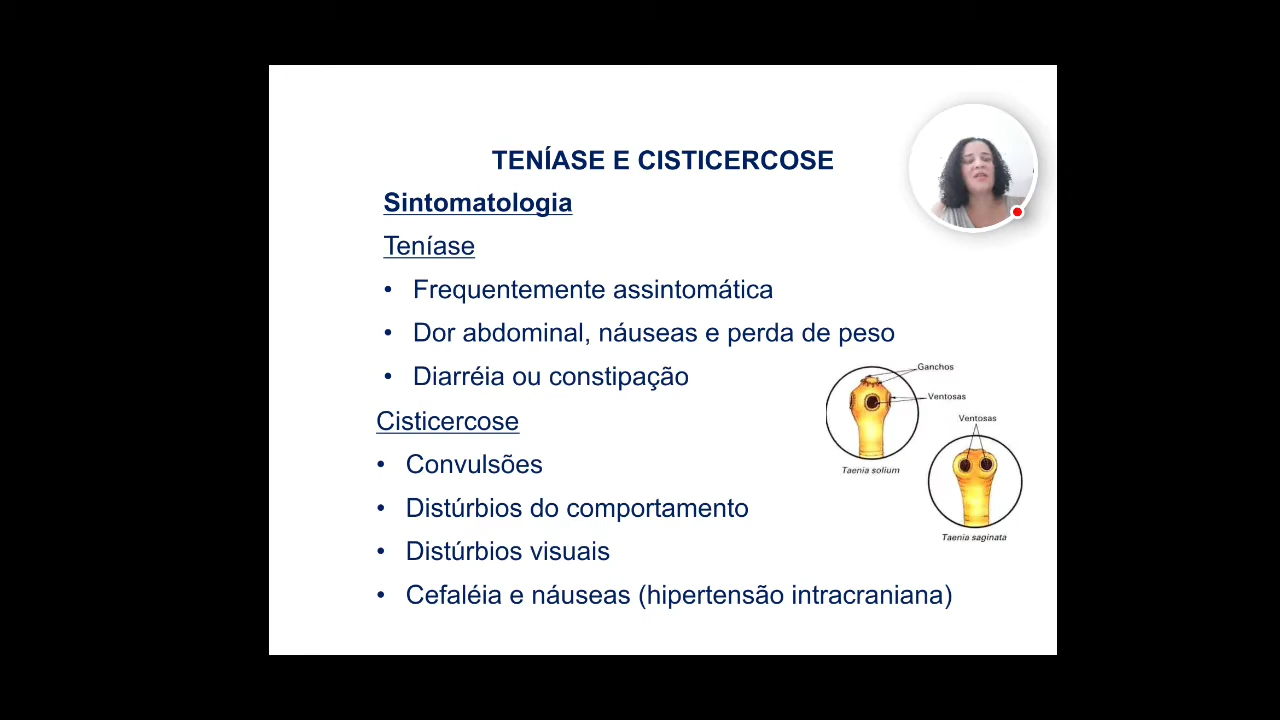 TENÍASE E CISTICERCOSE
Sintomatologia
Teníase
• Frequentemente assintomática
• Dor abdominal, náuseas e perda de peso
• Diarréia ou constipação
Cisticercose
• Convulsões
• Distúrbios do comportamento
• Distúrbios visuais
• Cefaléia e náuseas (hipertensão intracraniana)
Ganchos
Ventosas
Taenia solium
Ventosas
Taenia saginata